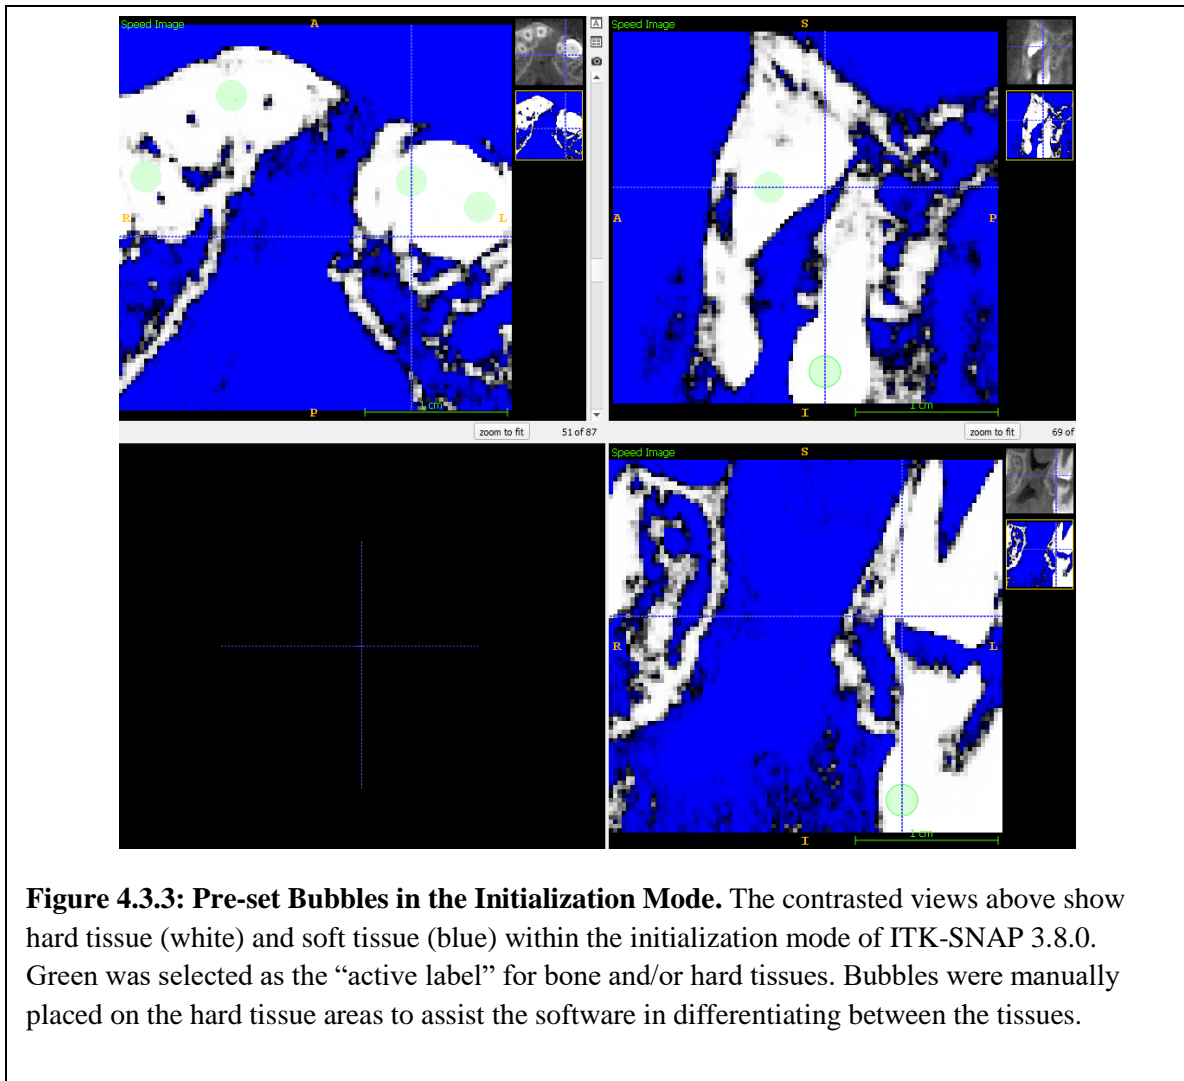 Speed Image
A
R
L
P
1 cm
A
zoom to fit
51 of 87
Speed Image
S
A
P
I
1 cm
zoom to fit
69 of
Speed Image
S
R
L
I
1 cm
Figure 4.3.3: Pre-set Bubbles in the Initialization Mode. The contrasted views above show
hard tissue (white) and soft tissue (blue) within the initialization mode of ITK-SNAP 3.8.0.
Green was selected as the “active label” for bone and/or hard tissues. Bubbles were manually
placed on the hard tissue areas to assist the software in differentiating between the tissues.